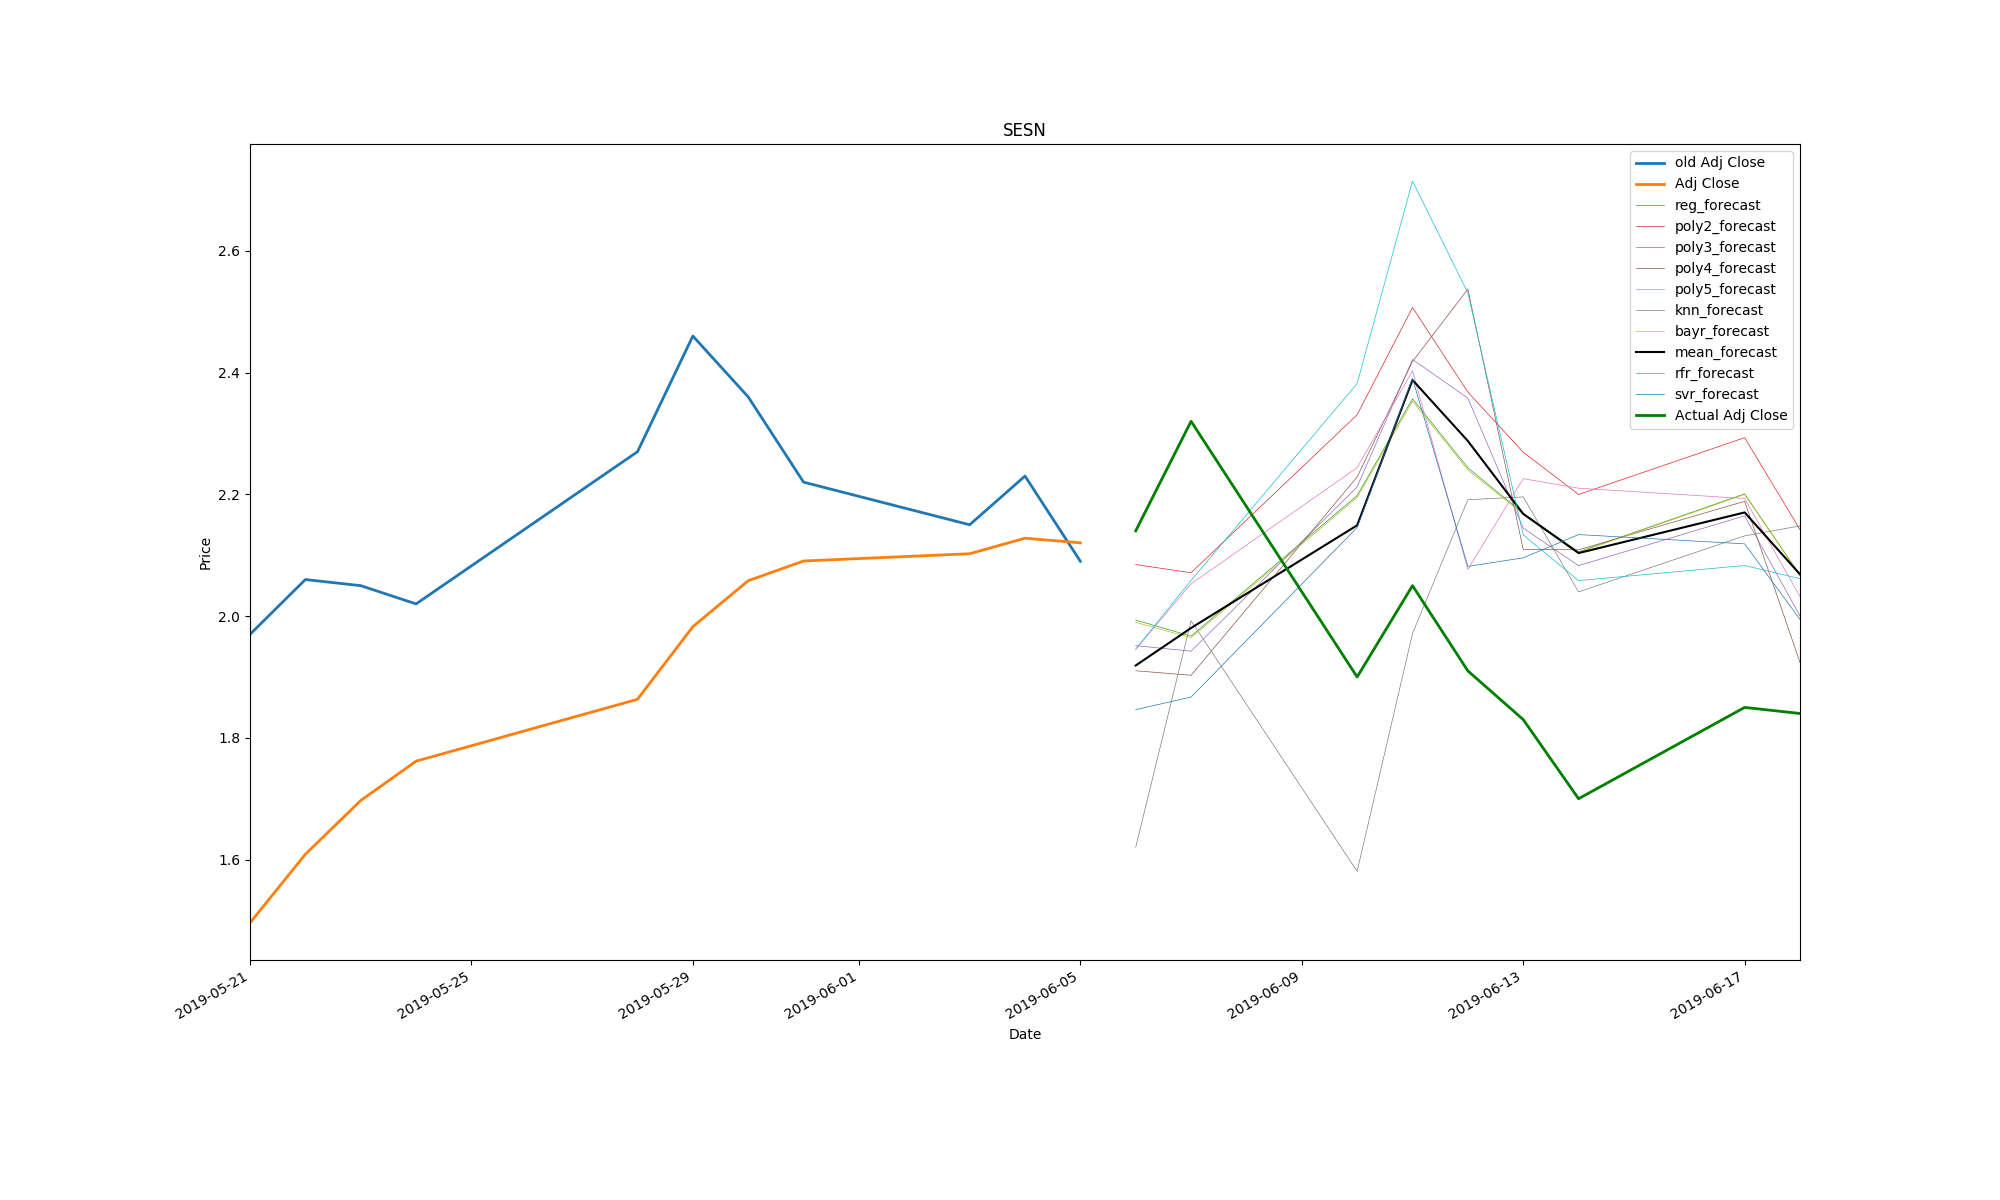 SESN
old Adj Close
Adj Close
reg_forecast
poly2_forecast
poly3_forecast
poly4_forecast
poly5_forecast
knn_forecast
bayr_forecast
mean_forecast
rfr_forecast
svr_forecast
Actual Adj Close
2.6
2.4
2.2
2.0
1.8
1.6
Price
2019-05-21
2019-05-25
2019-05-29
2019-06-01
2019-06-05
2019-06-09
2019-06-13
2019-06-17
Date